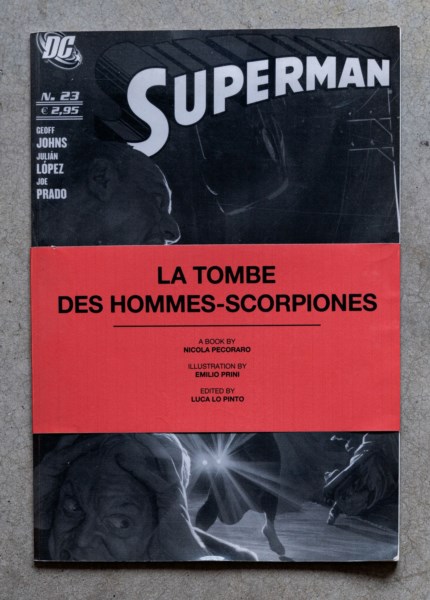 DC
SUPERMAN
N. 23
€ 2,95
GEOFF
JOHNS
JULIÁN
LÓPEZ
JOE
PRADO
LA TOMBE
DES HOMMES-SCORPIONES
A BOOK BY
NICOLA PECORARO
ILLUSTRATION BY
EMILIO PRINI
EDITED BY
LUCA LO PINTO